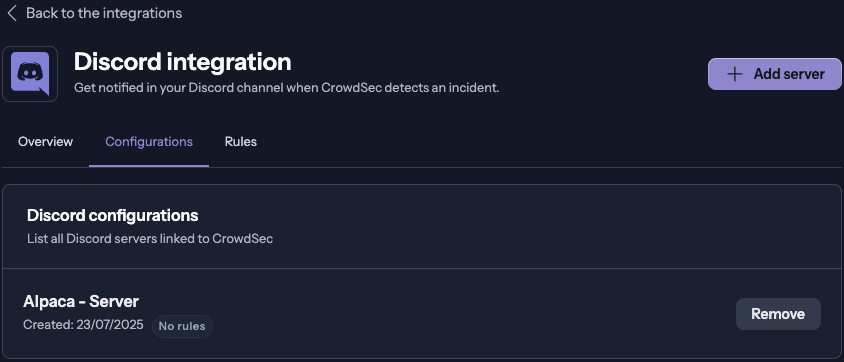 Back to the integrations
Discord integration
Get notified in your Discord channel when CrowdSec detects an incident.
Add server
Overview Configurations Rules
Discord configurations
List all Discord servers linked to CrowdSec
Alpaca - Server
Created: 23/07/2025 No rules
Remove